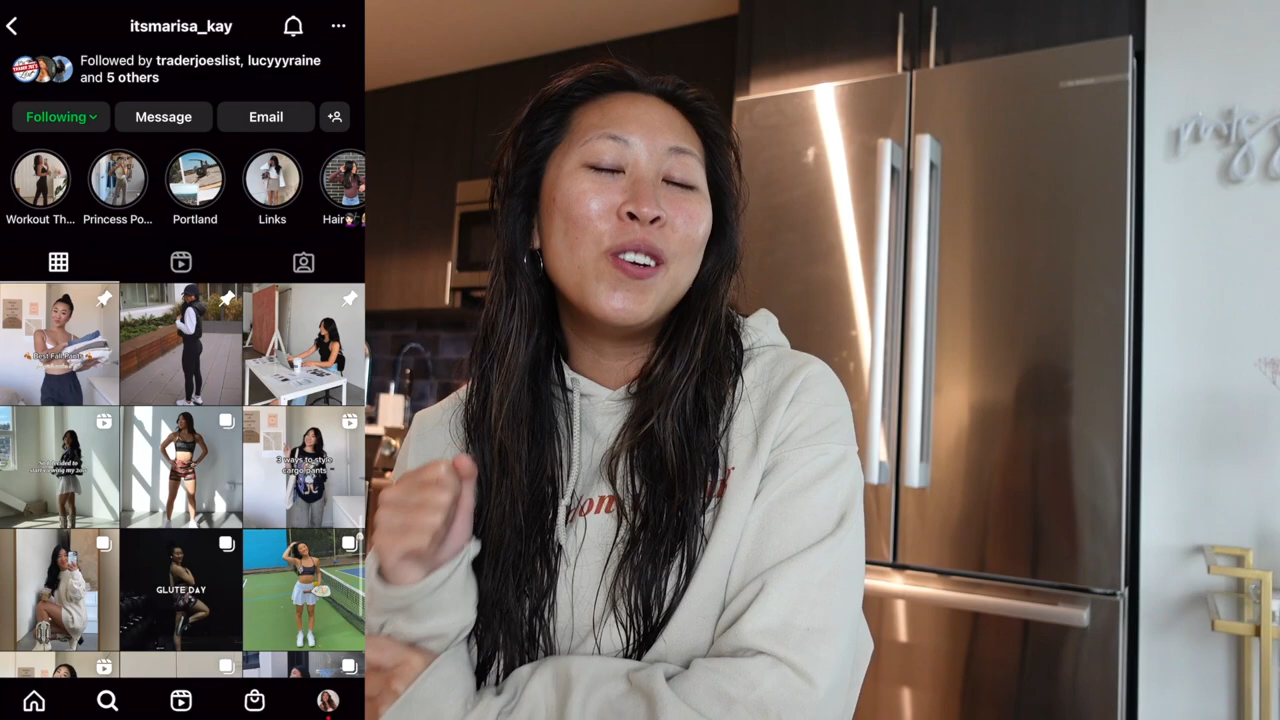 itsmarisa_kay
Followed by traderjoeslist, lucyyyraine
and 5 others
Following
Message
Email
Workout Th...
Princess Po...
Portland
Links
Hair
Best Fall Pants
3 ways to style
cargo pants
GLUTE DAY